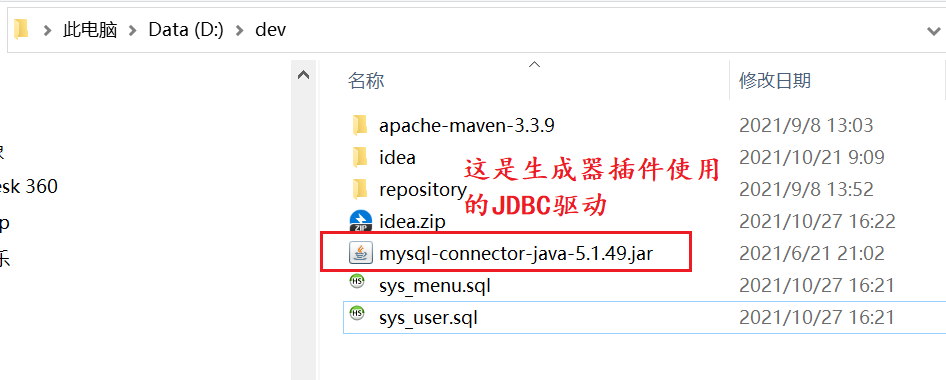 此电脑 > Data (D:) > dev
名称 修改日期
apache-maven-3.3.9 2021/9/8 13:03
idea 2021/10/21 9:09
这是生成器插件使用
esk 360
repository 2021/9/8 13:52
的JDBC驱动
idea.zip 2021/10/27 16:22
ZIP
mysql-connector-java-5.1.49.jar 2021/6/21 21:02
乐
HS sys_menu.sql 2021/10/27 16:21
HS sys_user.sql 2021/10/27 16:21